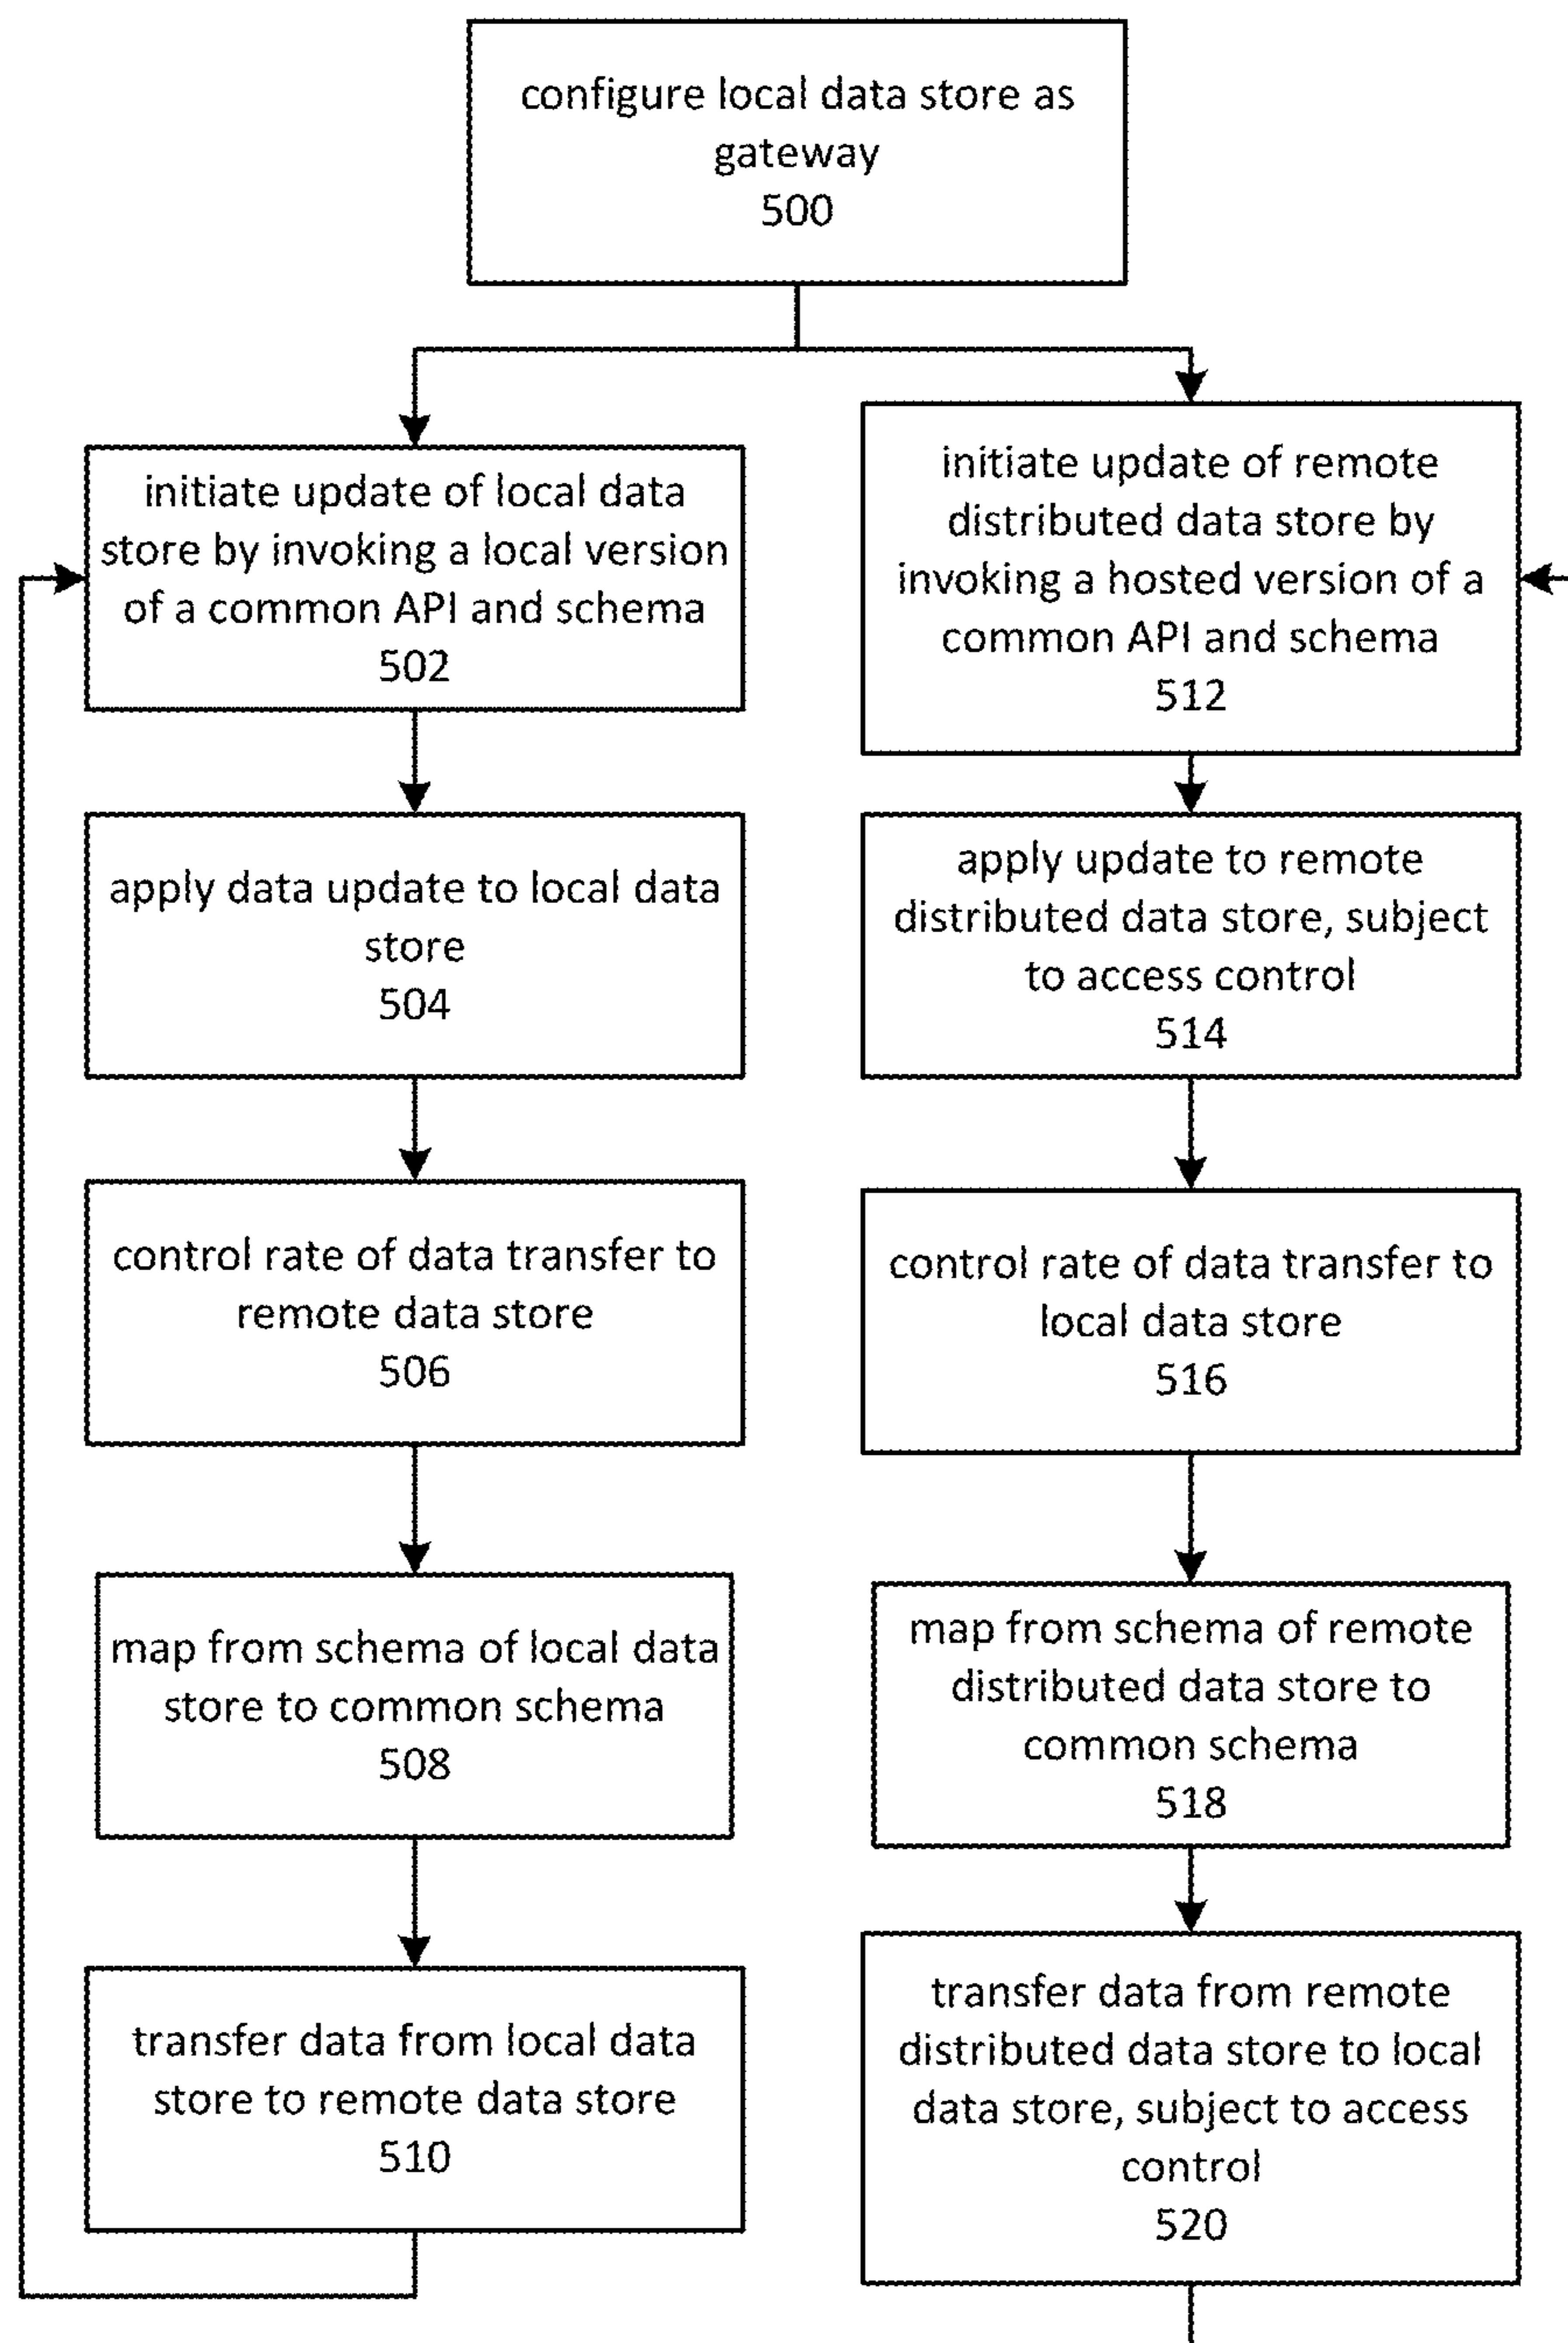 configure local data store as
gateway
500
initiate update of local data
store by invoking a local version
of a common API and schema
502
apply data update to local data
store
504
control rate of data transfer to
remote data store
506
map from schema of local data
store to common schema
508
transfer data from local data
store to remote data store
510
initiate update of remote
distributed data store by
invoking a hosted version of a
common API and schema
512
apply update to remote
distributed data store, subject
to access control
514
control rate of data transfer to
local data store
516
map from schema of remote
distributed data store to
common schema
518
transfer data from remote
distributed data store to local
data store, subject to access
control
520